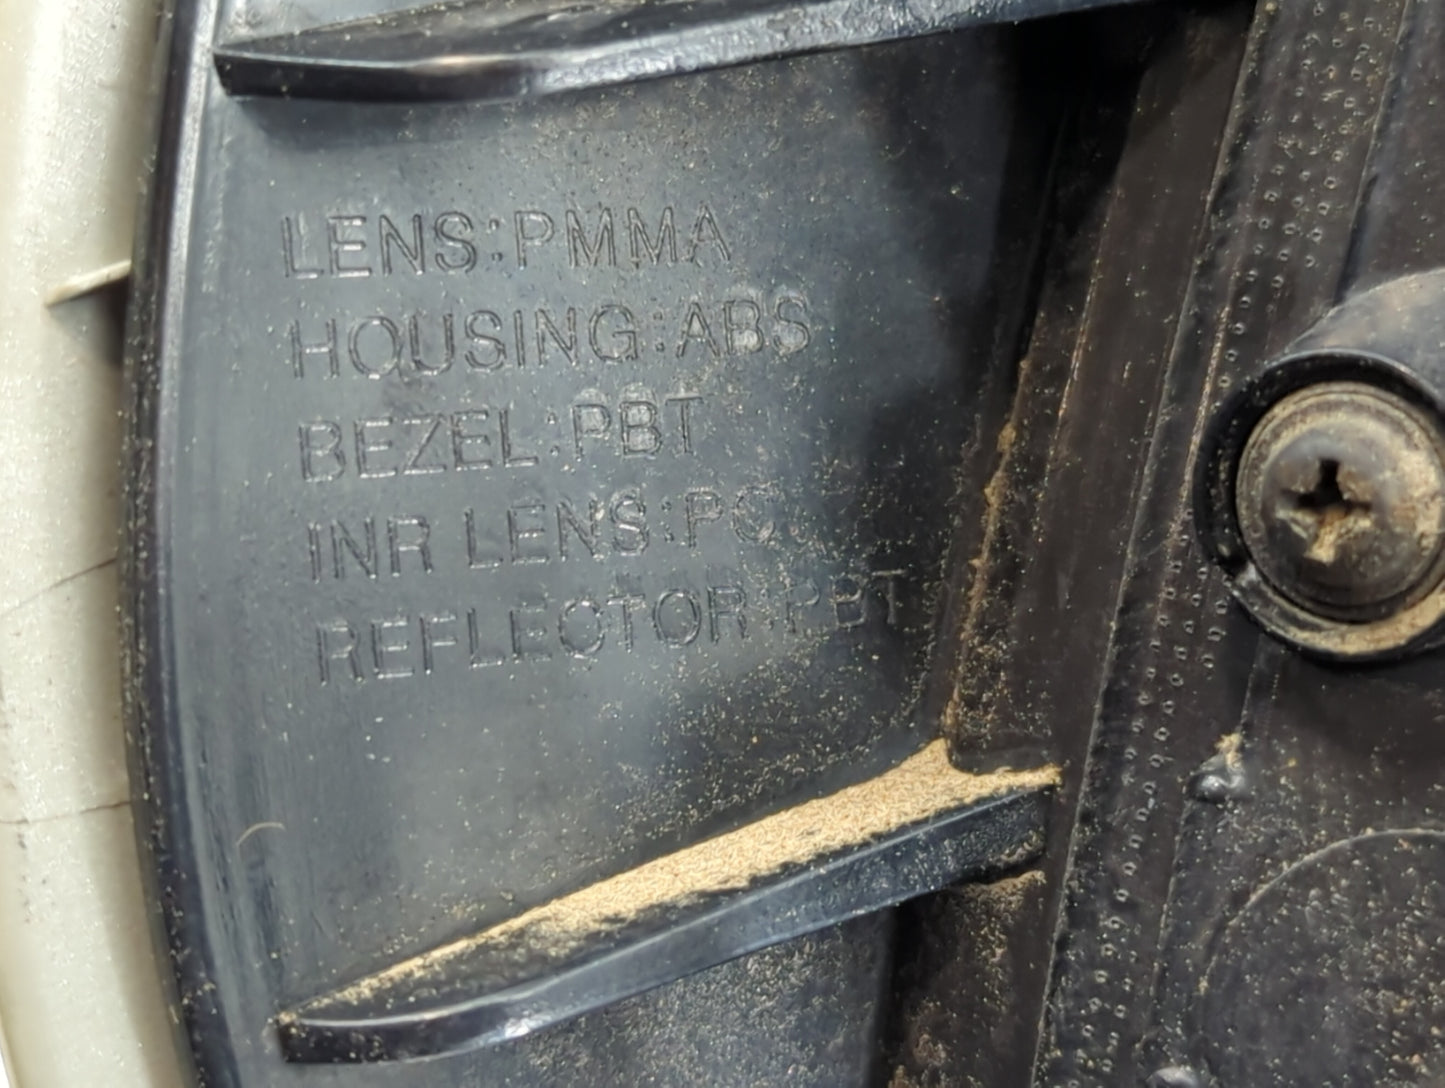 LENS:PMMA
HOUSING:ABS
BEZEL:PBT
INR LENS:PC
REFLECTOR:PBT